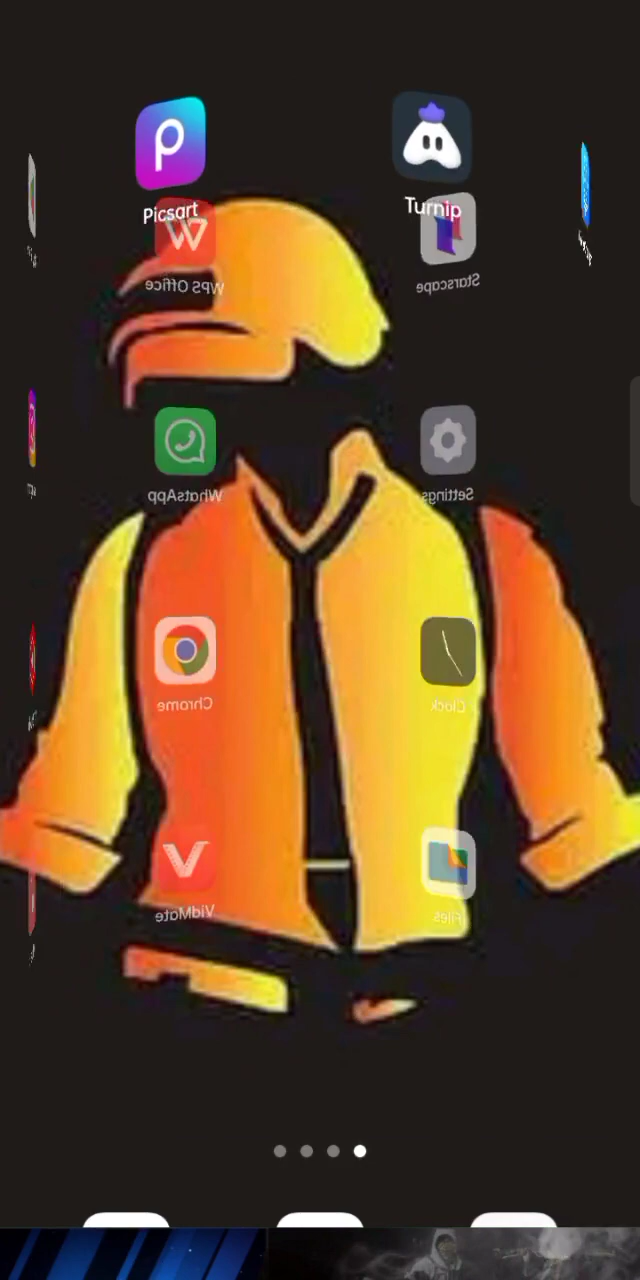 Picsart
Turnip
WPS Office
Starscape
WhatsApp
Settings
Chrome
Clock
VidMate
Files